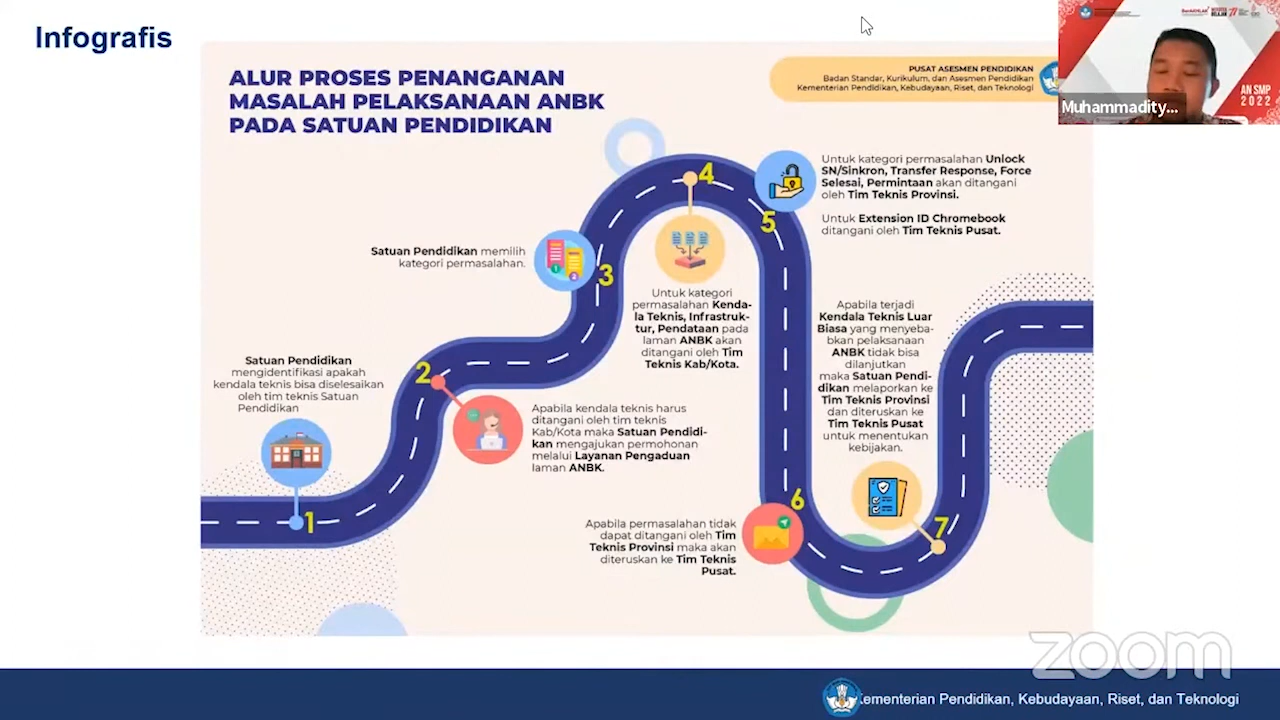 Infografis
ALUR PROSES PENANGANAN
MASALAH PELAKSANAAN ANBK
PADA SATUAN PENDIDIKAN
PUSAT ASESMEN PENDIDIKAN
Badan Standar, Kurikulum, dan Asesmen Pendidikan
Kementerian Pendidikan, Kebudayaan, Riset, dan Teknologi
Muhammadity...
AN SMP
2022
1
Satuan Pendidikan
mengidentifikasi apakah
kendala teknis bisa diselesaikan
oleh tim teknis Satuan
Pendidikan
2
Apabila kendala teknis harus
ditangani oleh tim teknis
Kab/Kota maka Satuan Pendidi-
kan mengajukan permohonan
melalui Layanan Pengaduan
laman ANBK.
3
Satuan Pendidikan memilih
kategori permasalahan.
4
Untuk kategori
permasalahan Kenda-
la Teknis, Infrastruk-
tur, Pendataan pada
laman ANBK akan
ditangani oleh Tim
Teknis Kab/Kota.
5
Untuk kategori permasalahan Unlock
SN/Sinkron, Transfer Response, Force
Selesai, Permintaan akan ditangani
oleh Tim Teknis Provinsi.
Untuk Extension ID Chromebook
ditangani oleh Tim Teknis Pusat.
6
Apabila permasalahan tidak
dapat ditangani oleh Tim
Teknis Provinsi maka akan
diteruskan ke Tim Teknis
Pusat.
7
Apabila terjadi
Kendala Teknis Luar
Biasa yang menyeba-
bkan pelaksanaan
ANBK tidak bisa
dilanjutkan
maka Satuan Pendi-
dikan melaporkan ke
Tim Teknis Provinsi
dan diteruskan ke
Tim Teknis Pusat
untuk menentukan
kebijakan.
zoom
Kementerian Pendidikan, Kebudayaan, Riset, dan Teknologi